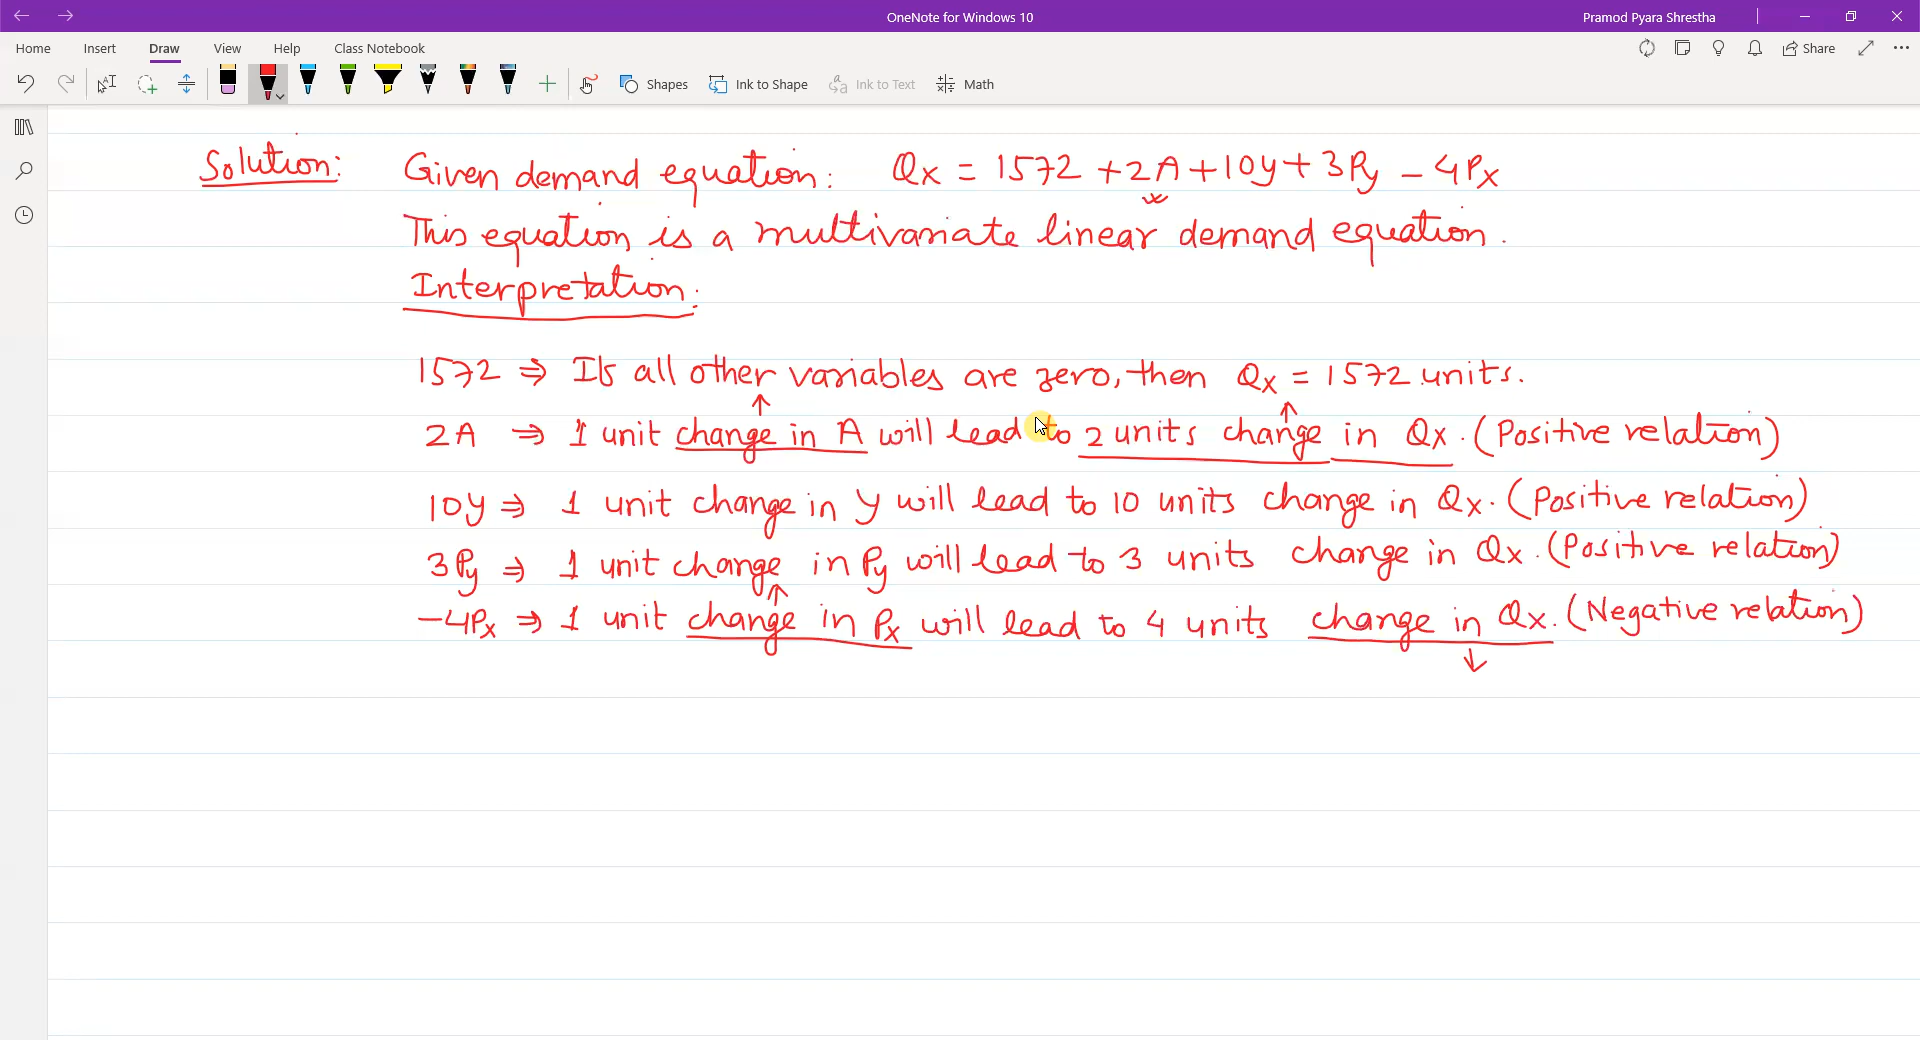 OneNote for Windows 10
Pramod Pyara Shrestha
Home Insert Draw View Help Class Notebook
Share
Shapes Ink to Shape Ink to Text Math
Solution: Given demand equation: Qx = 1572 + 2A + 10Y + 3Py - 4Px
This equation is a multivariate linear demand equation.
Interpretation:
1572 ⇒ If all other variables are zero, then Qx = 1572 units.
2A ⇒ 1 unit change in A will lead to 2 units change in Qx. (Positive relation)
10Y ⇒ 1 unit change in Y will lead to 10 units change in Qx. (Positive relation)
3Py ⇒ 1 unit change in Py will lead to 3 units change in Qx. (Positive relation)
-4Px ⇒ 1 unit change in Px will lead to 4 units change in Qx. (Negative relation)